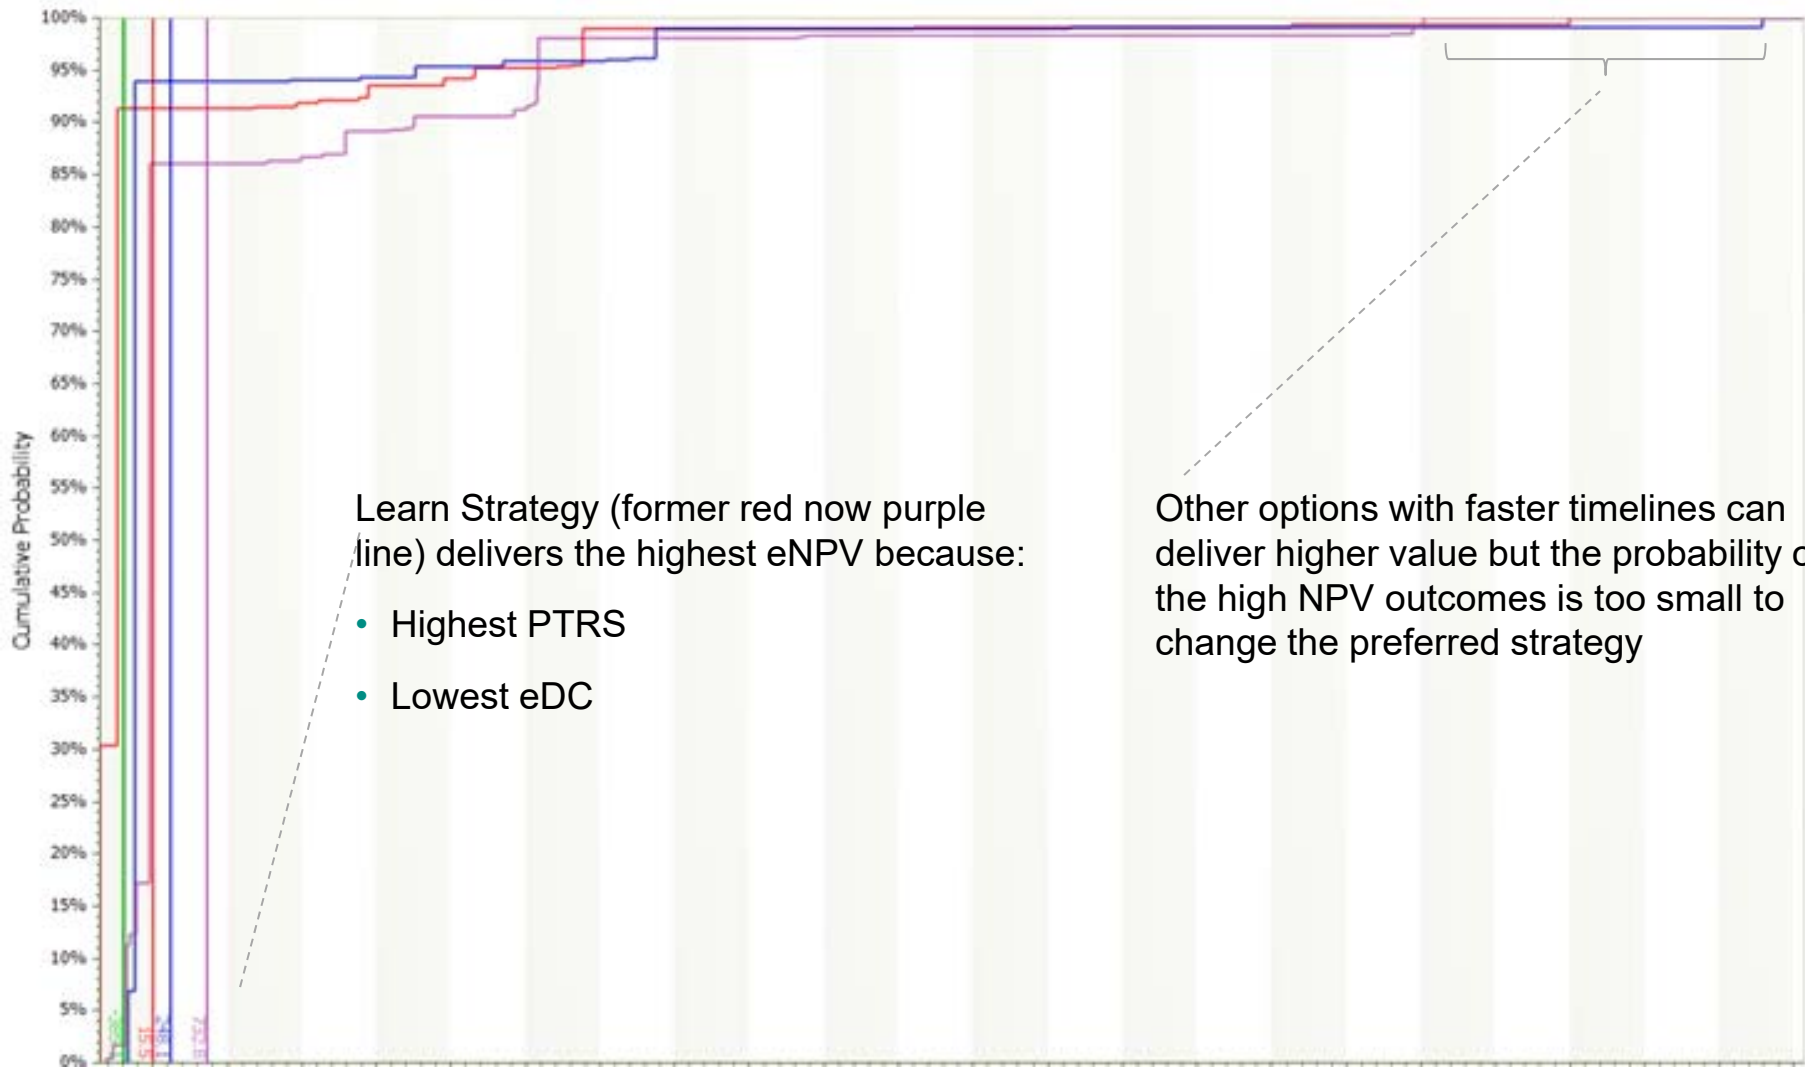 100%
95%
90%
85%
80%
75%
70%
65%
60%
55%
50%
45%
40%
35%
30%
25%
20%
15%
10%
5%
0%
Cumulative Probability
Learn Strategy (former red now purple
line) delivers the highest eNPV because:
• Highest PTRS
• Lowest eDC
Other options with faster timelines can
deliver higher value but the probability
the high NPV outcomes is too small to
change the preferred strategy